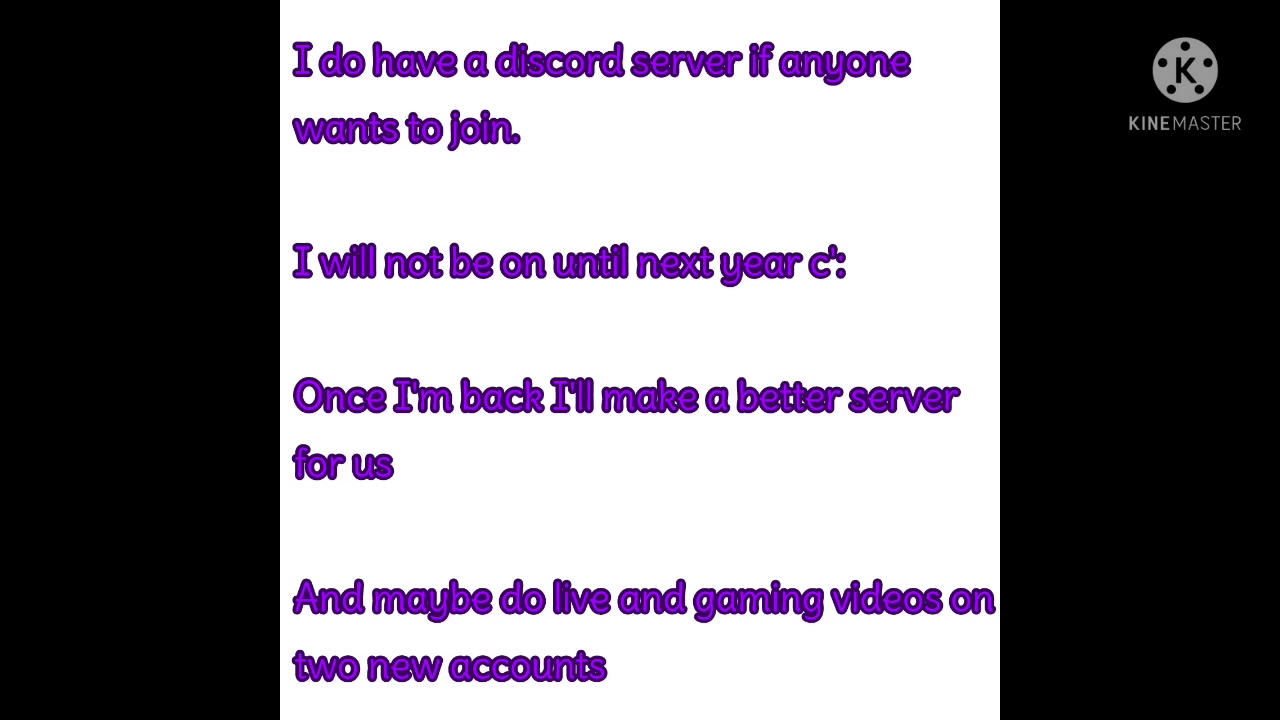 I do have a discord server if anyone
wants to join.
I will not be on until next year c':
Once I'm back I'll make a better server
for us
And maybe do live and gaming videos on
two new accounts
K
KINEMASTER